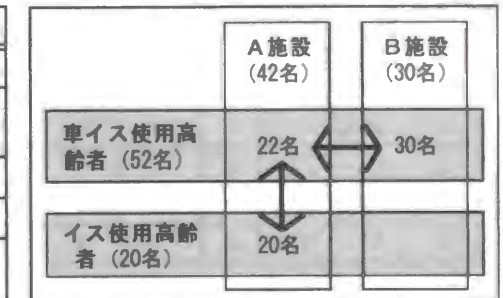 A施設
(42名)
B施設
(30名)
車イス使用高
齢者 (52名)
22名
30名
イス使用高齢
者 (20名)
20名